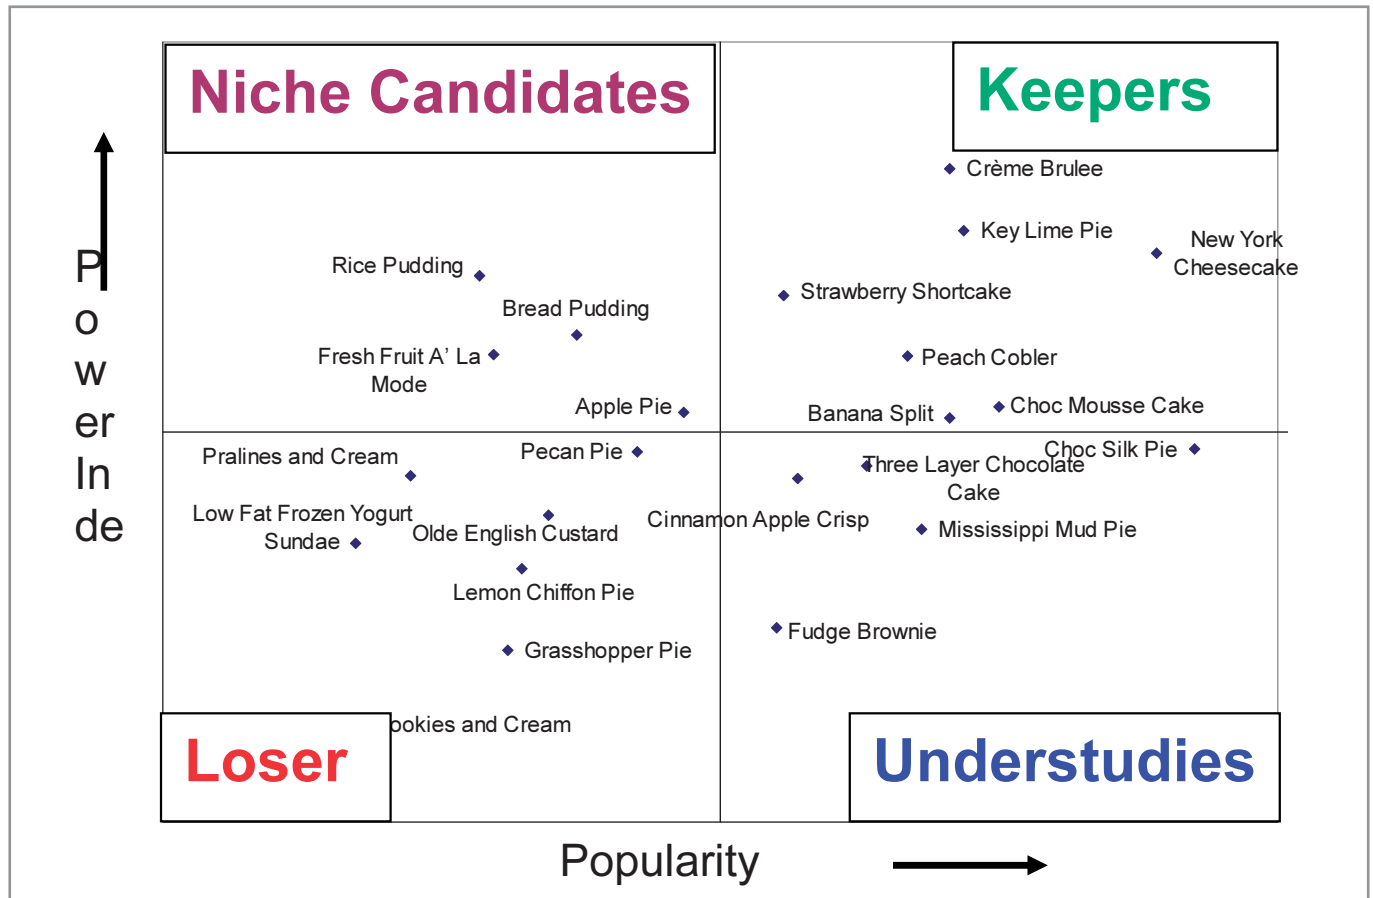 Niche Candidates
Keepers
Crème Brulee
Key Lime Pie
New York
Cheesecake
Rice Pudding
Strawberry Shortcake
Bread Pudding
Fresh Fruit A’ La
Mode
Peach Cobler
Apple Pie
Banana Split
Choc Mousse Cake
P
o
w
er
In
de
Pralines and Cream
Pecan Pie
Choc Silk Pie
Three Layer Chocolate
Cake
Low Fat Frozen Yogurt
Sundae
Olde English Custard
Cinnamon Apple Crisp
Mississippi Mud Pie
Lemon Chiffon Pie
Fudge Brownie
Grasshopper Pie
ookies and Cream
Loser
Understudies
Popularity